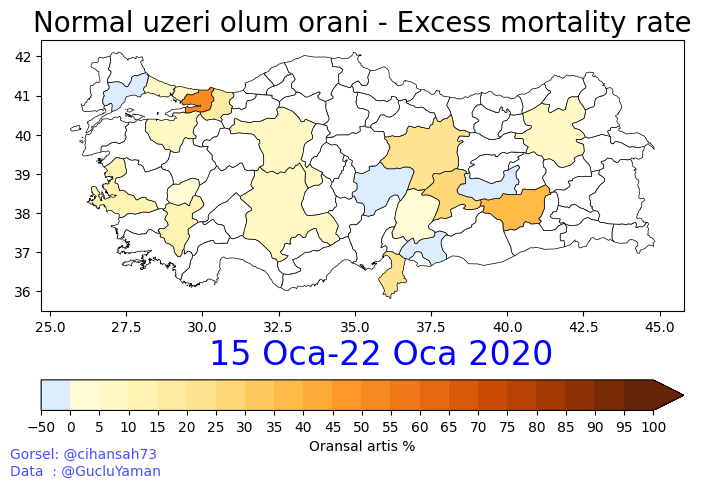 Normal uzeri olum orani - Excess mortality rate
42
41
40
39
38
37
36
25.0 27.5 30.0 32.5 35.0 37.5 40.0 42.5 45.0
15 Oca-22 Oca 2020
−50 0 5 10 15 20 25 30 35 40 45 50 55 60 65 70 75 80 85 90 95 100
Oransal artis %
Gorsel: @cihansah73
Data : @GucluYaman